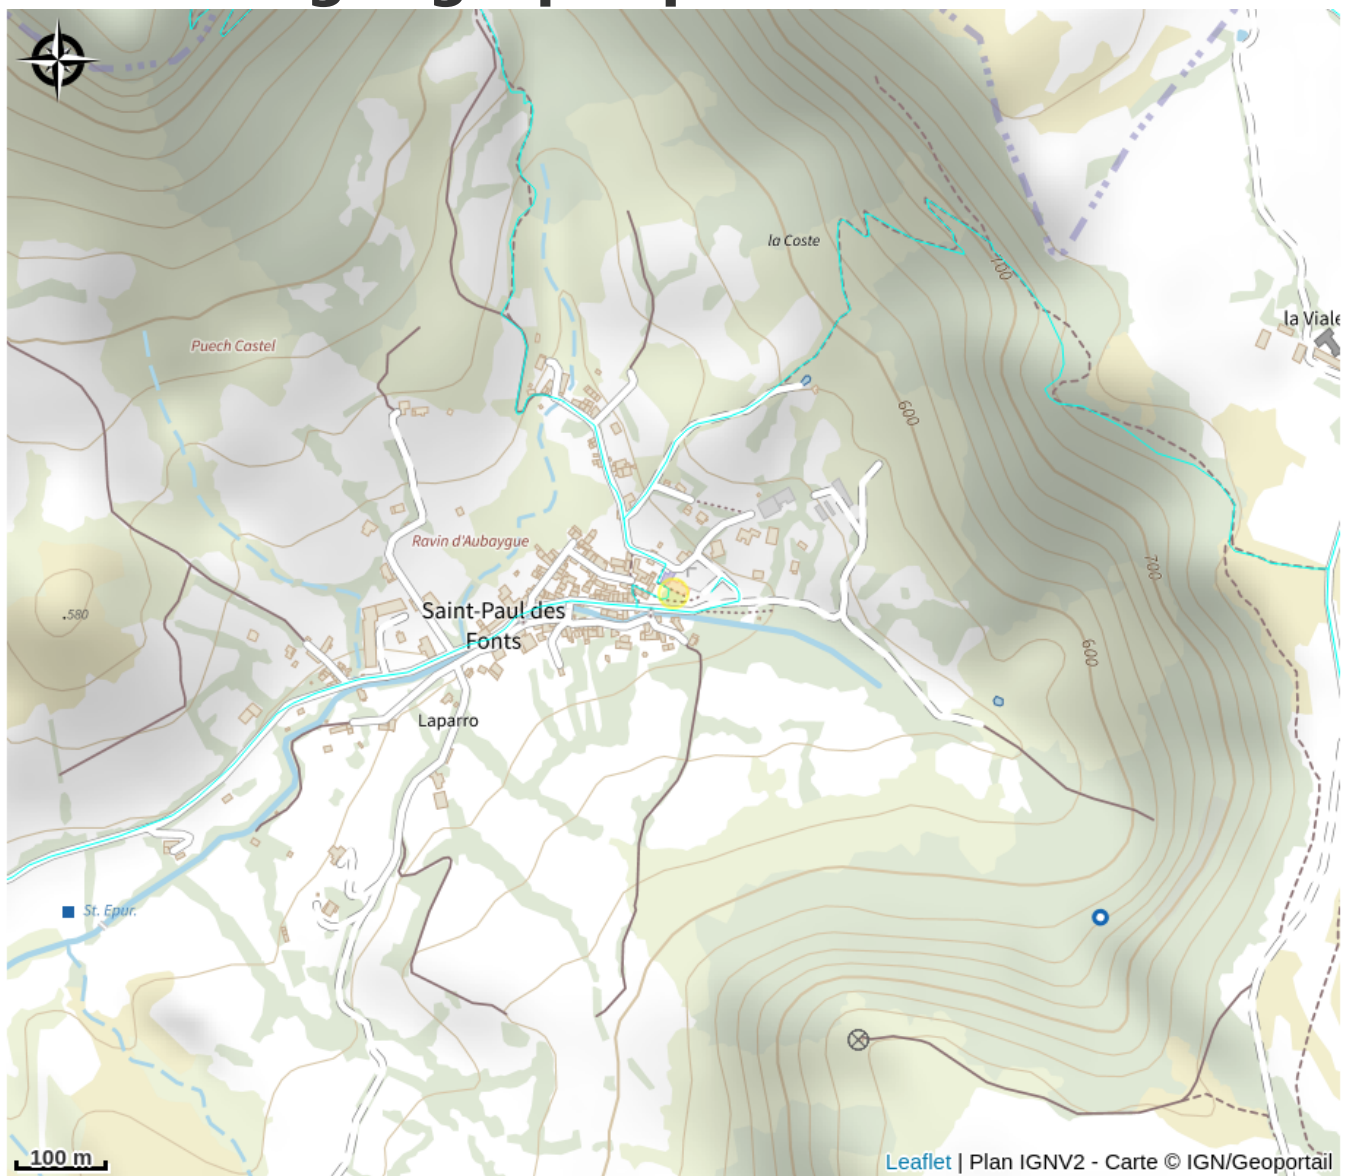 la Coste
700
la Viale
Puech Castel
600
Ravin d'Aubaygue
700
.580
Saint-Paul des
Fonts
600
Laparro
St. Epur.
100 m
Leaflet | Plan IGNV2 - Carte © IGN/Geoportail